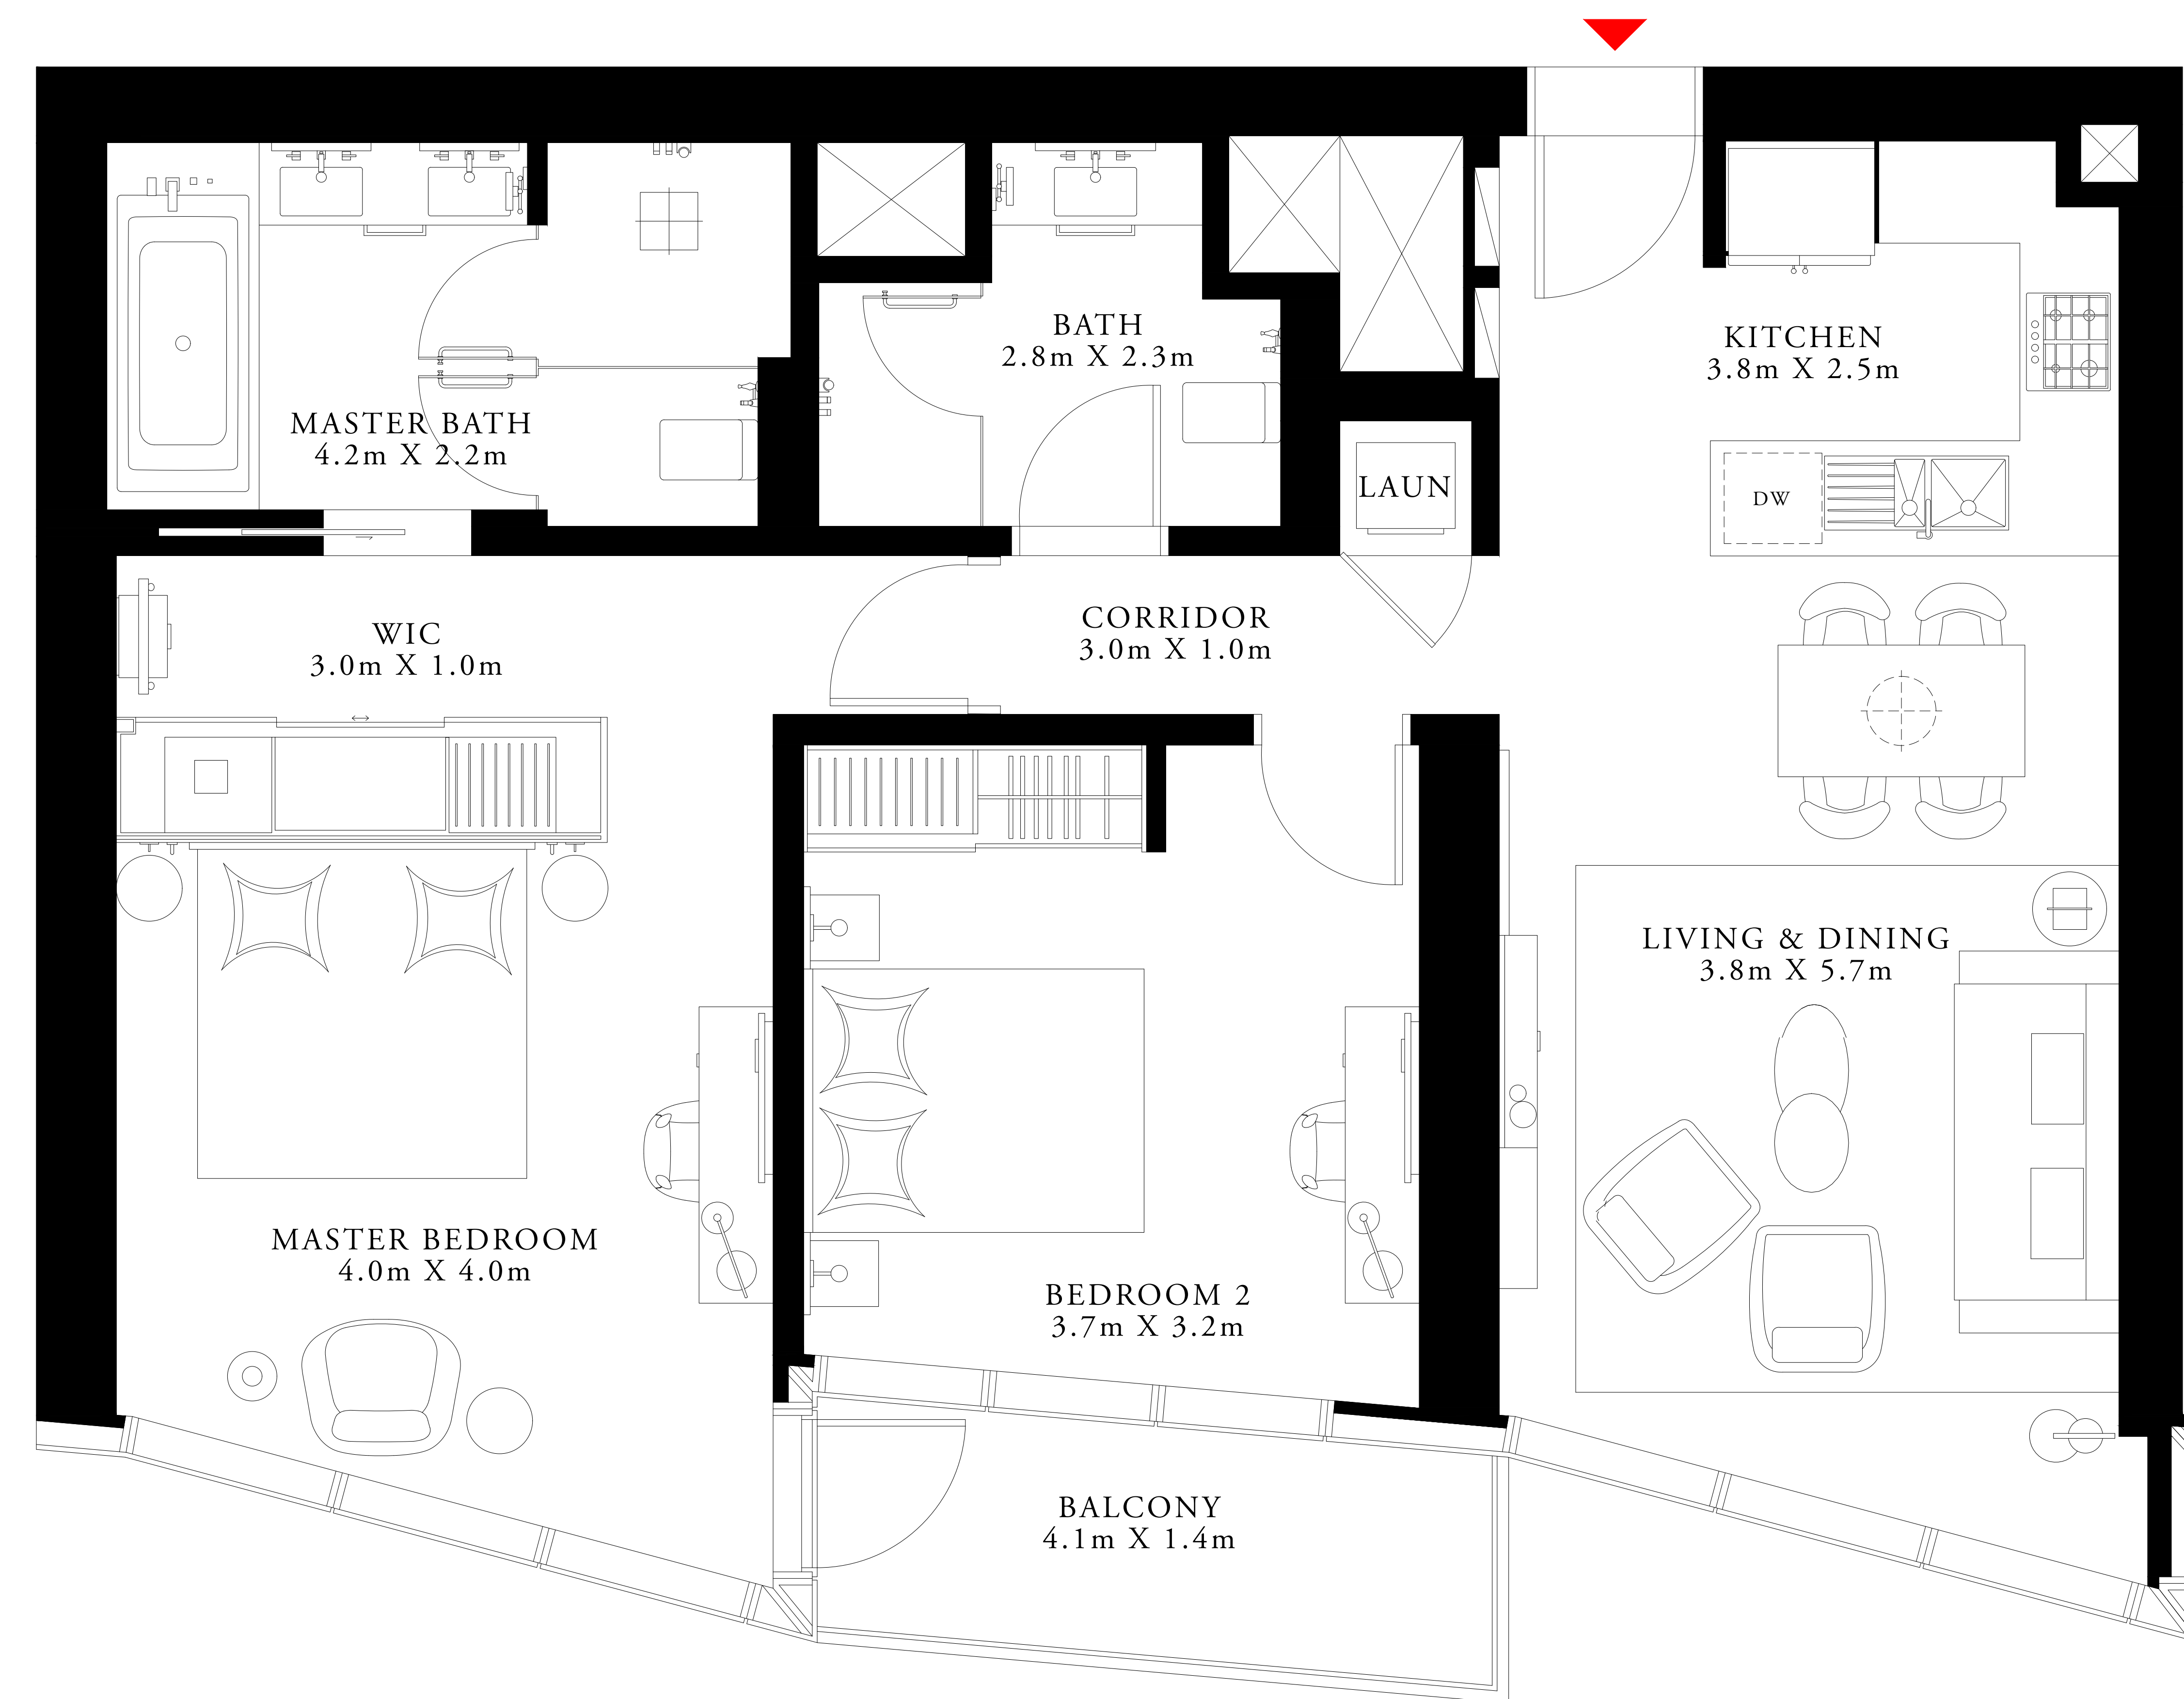 BATH
2.8m X 2.3m
KITCHEN
3.8m X 2.5m
MASTER BATH
4.2m X 2.2m
LAUN
DW
WIC
3.0m X 1.0m
CORRIDOR
3.0m X 1.0m
LIVING & DINING
3.8m X 5.7m
MASTER BEDROOM
4.0m X 4.0m
BEDROOM 2
3.7m X 3.2m
BALCONY
4.1m X 1.4m